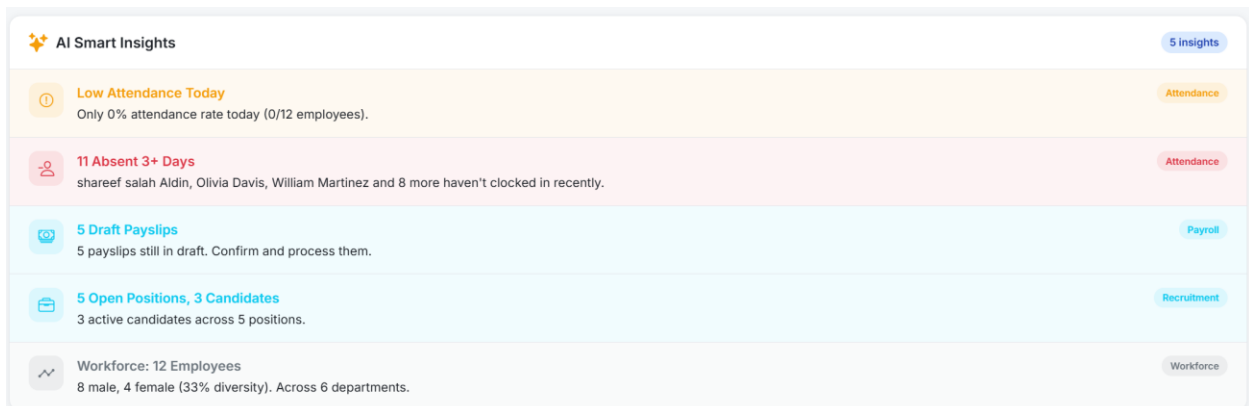 AI Smart Insights
5 insights
Low Attendance Today
Attendance
Only 0% attendance rate today (0/12 employees).
11 Absent 3+ Days
Attendance
shareef salah Aldin, Olivia Davis, William Martinez and 8 more haven't clocked in recently.
5 Draft Payslips
Payroll
5 payslips still in draft. Confirm and process them.
5 Open Positions, 3 Candidates
Recruitment
3 active candidates across 5 positions.
Workforce: 12 Employees
Workforce
8 male, 4 female (33% diversity). Across 6 departments.